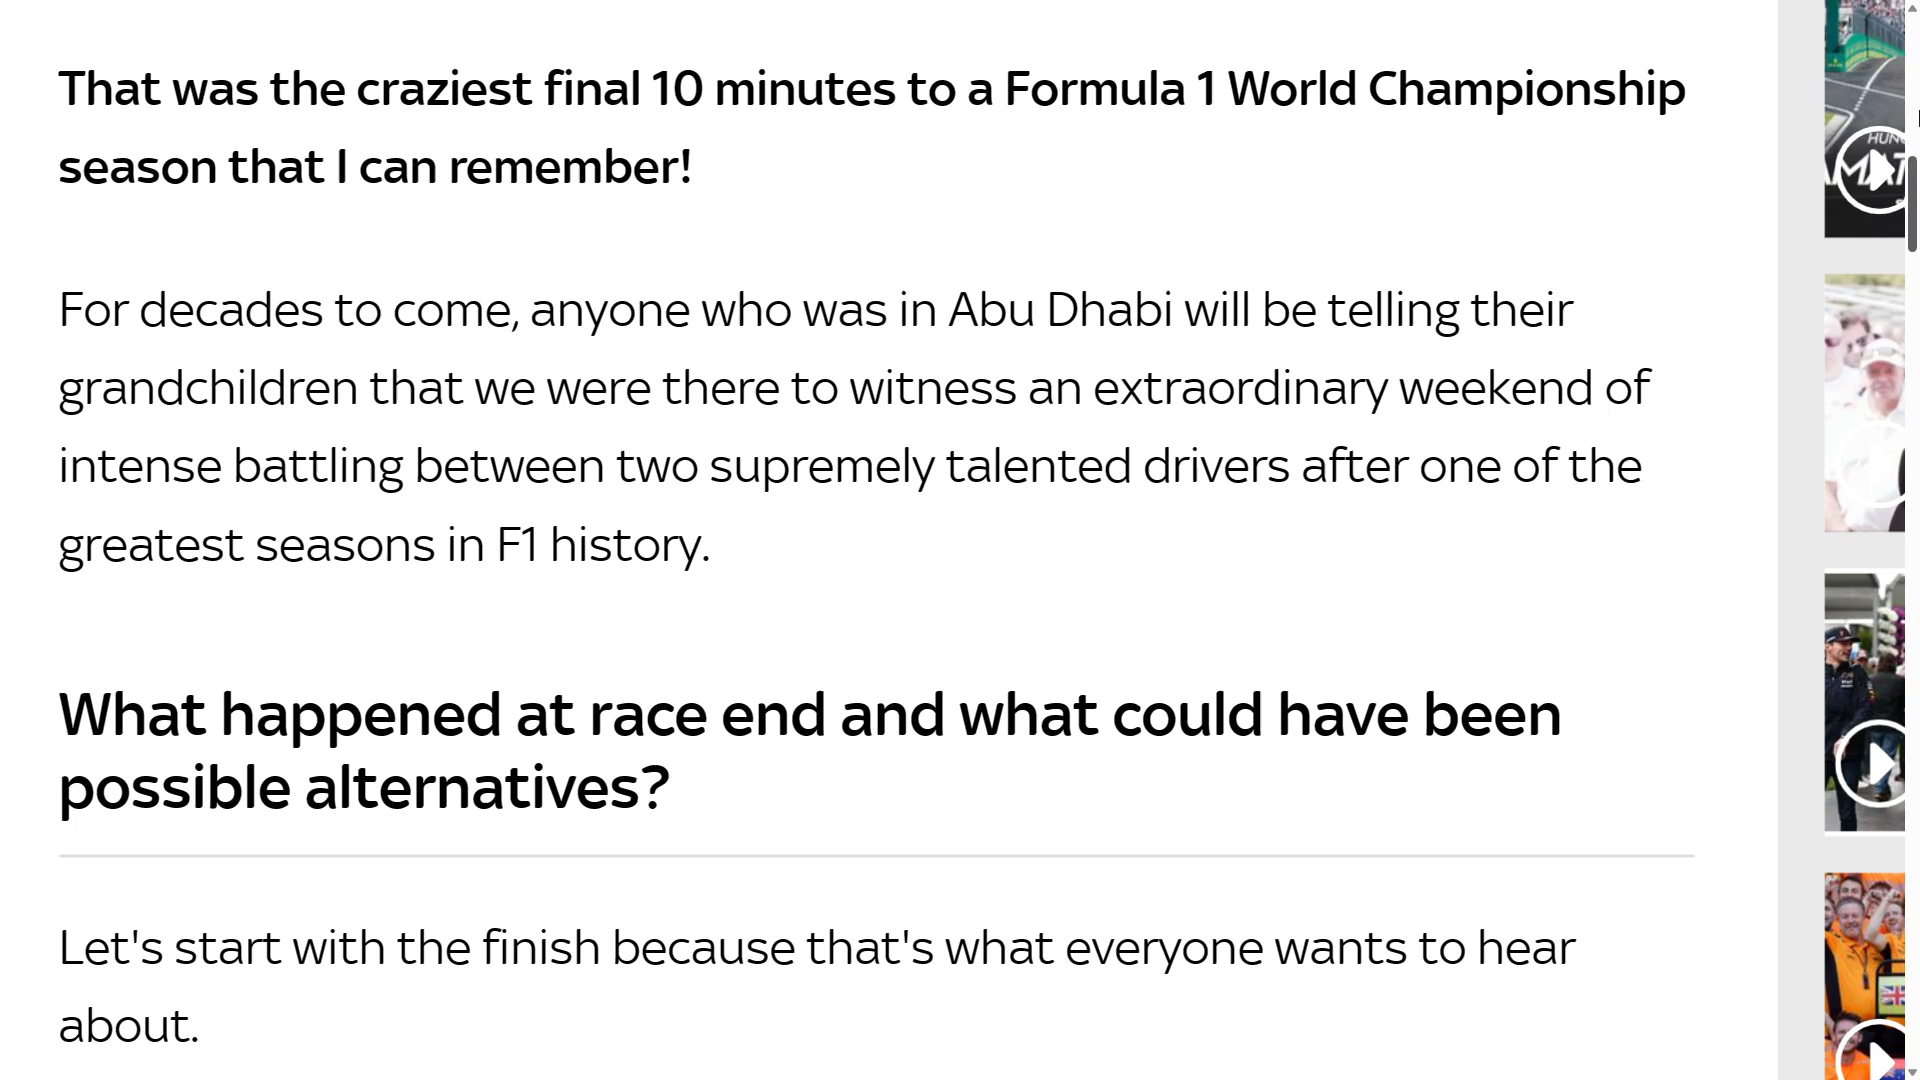 That was the craziest final 10 minutes to a Formula 1 World Championship
season that I can remember!
For decades to come, anyone who was in Abu Dhabi will be telling their
grandchildren that we were there to witness an extraordinary weekend of
intense battling between two supremely talented drivers after one of the
greatest seasons in F1 history.
What happened at race end and what could have been
possible alternatives?
Let's start with the finish because that's what everyone wants to hear
about.